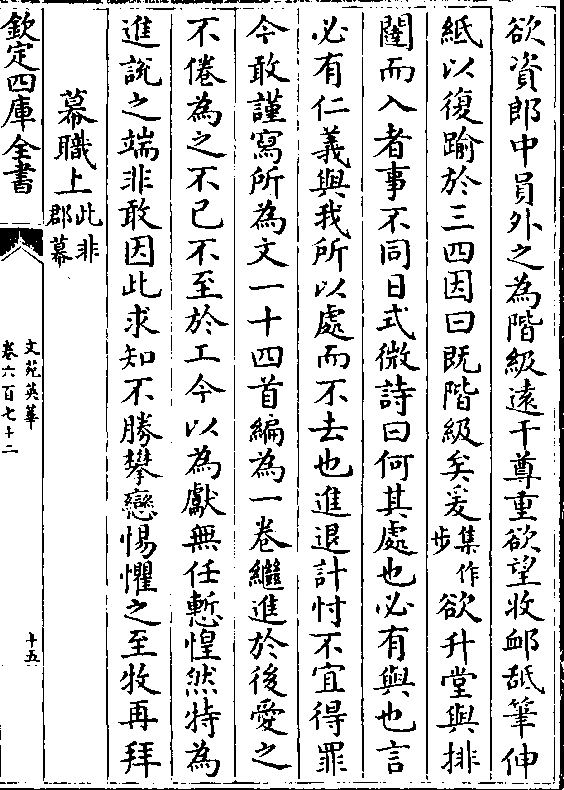 欲資郎中員外之為階級遠干尊重欲望收邮舐筆伸
紙以復踰於三四因曰既階級矣爰集作步欲升堂與排
闥而入者事不同日式微詩曰何其處也必有與也言
必有仁義與我所以處而不去也進退計忖不宜得罪
今敢謹寫所為文一十四首編為一卷繼進於後愛之
不倦為之不已不至於工今以為獻無任慙惶然特為
進說之端非敢因此求知不勝攀戀惕懼之至牧再拜
幕職上此非郡幕
欽定四庫全書
文苑英華
卷六百七十二
十五